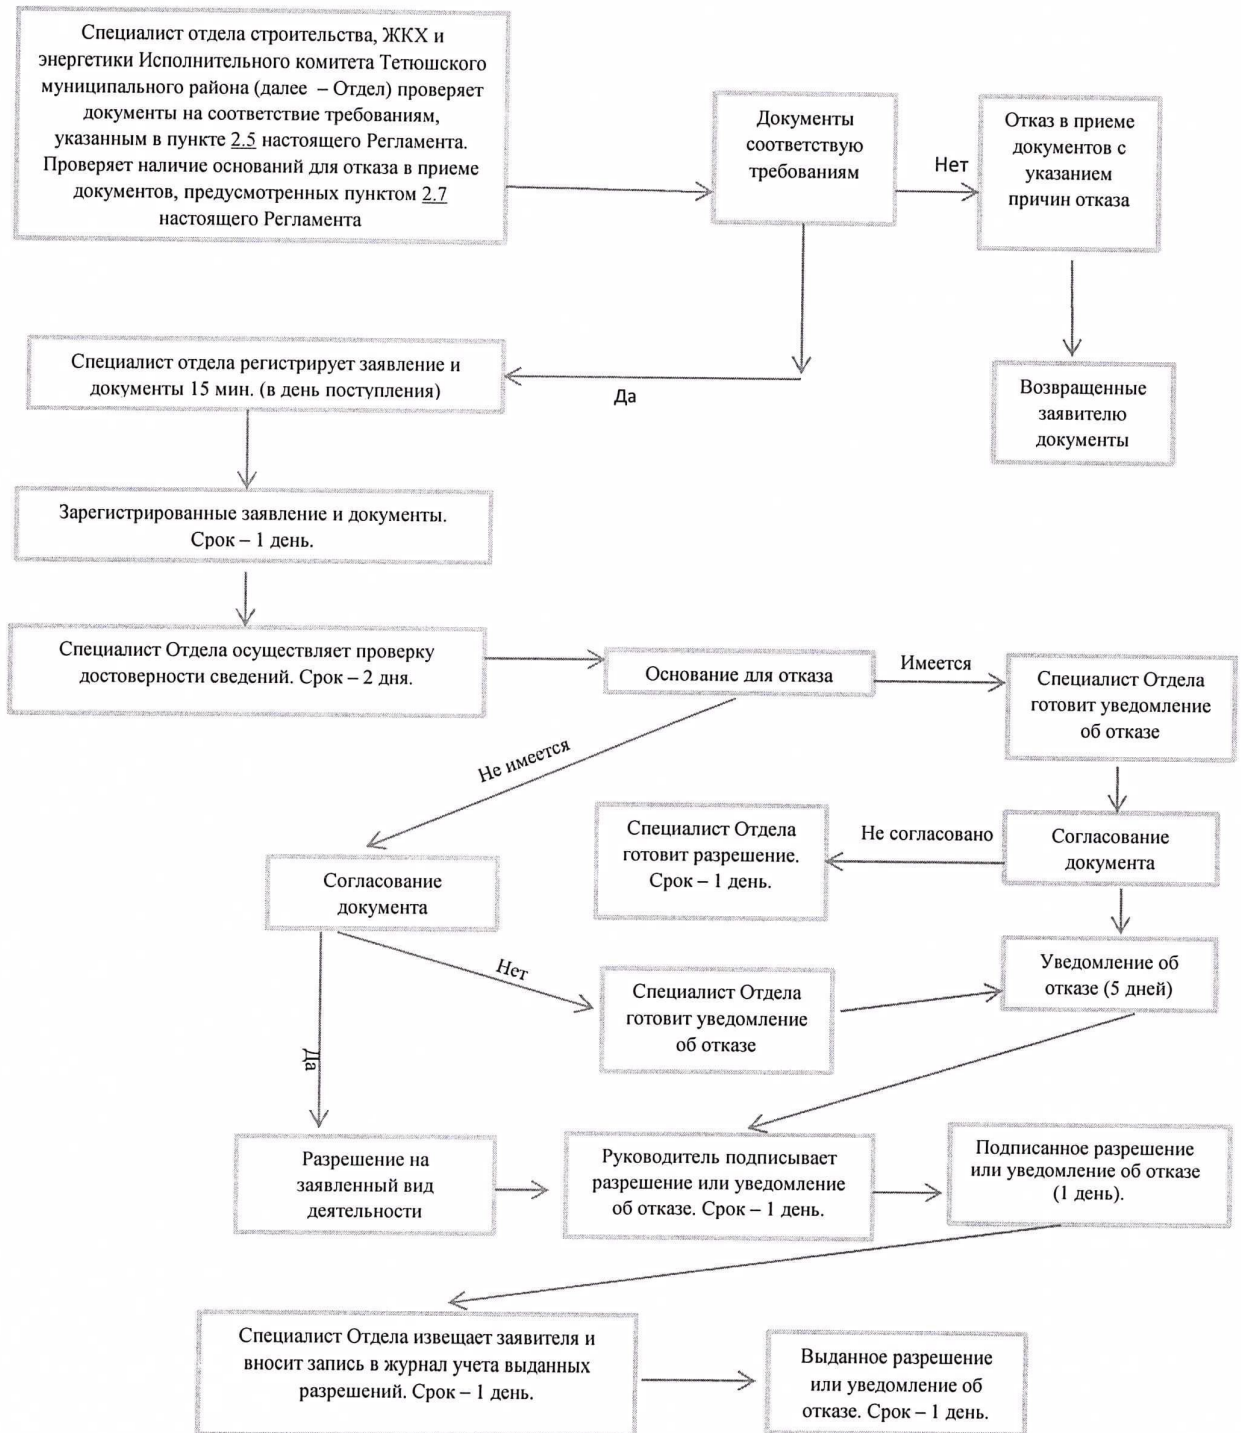 Специалист отдела строительства, ЖКХ и
энергетики Исполнительного комитета Тетюшского
муниципального района (далее – Отдел) проверяет
документы на соответствие требованиям,
указанным в пункте 2.5 настоящего Регламента.
Проверяет наличие оснований для отказа в приеме
документов, предусмотренных пунктом 2.7
настоящего Регламента
Документы
соответствую
требованиям
Нет
Отказ в приеме
документов с
указанием
причин отказа
Специалист отдела регистрирует заявление и
документы 15 мин. (в день поступления)
Да
Возвращенные
заявителю
документы
Зарегистрированные заявление и документы.
Срок – 1 день.
Специалист Отдела осуществляет проверку
достоверности сведений. Срок – 2 дня.
Основание для отказа
Имеется
Специалист Отдела
готовит уведомление
об отказе
Не имеется
Специалист Отдела
готовит разрешение.
Срок – 1 день.
Не согласовано
Согласование
документа
Согласование
документа
Нет
Специалист Отдела
готовит уведомление
об отказе
Уведомление об
отказе (5 дней)
Да
Разрешение на
заявленный вид
деятельности
Руководитель подписывает
разрешение или уведомление
об отказе. Срок – 1 день.
Подписанное разрешение
или уведомление об отказе
(1 день).
Специалист Отдела извещает заявителя и
вносит запись в журнал учета выданных
разрешений. Срок – 1 день.
Выданное разрешение
или уведомление об
отказе. Срок – 1 день.